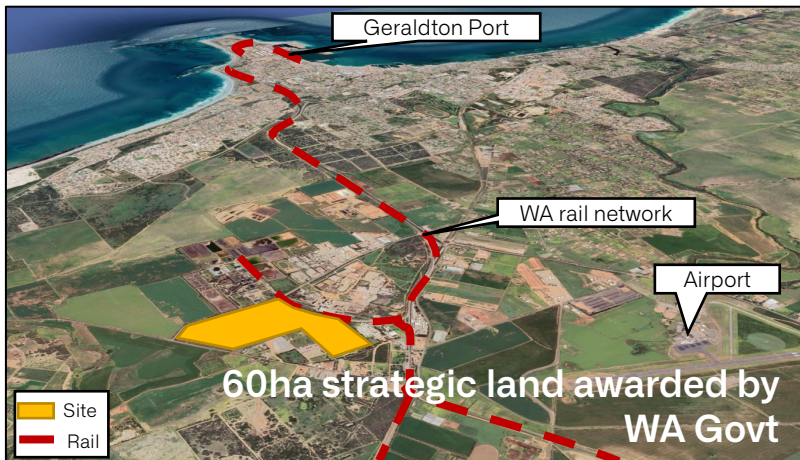 Geraldton Port
WA rail network
Airport
60ha strategic land awarded by
WA Govt
Site
Rail